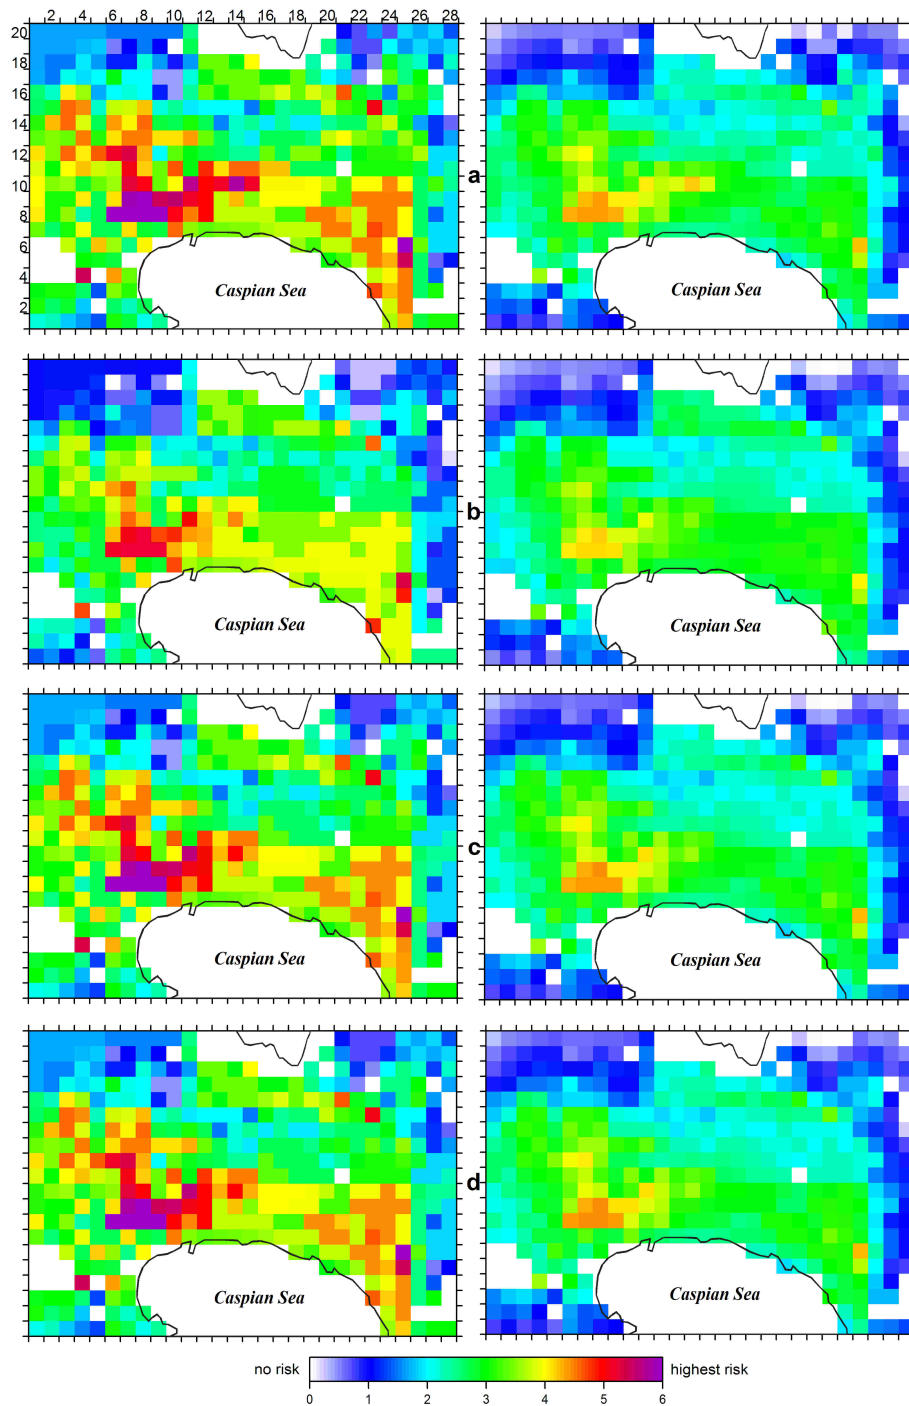 2 4 6 8 10 12 14 16 18 20 22 24 26 28
20
18
16
14
12
10
8
6
4
2
a
Caspian Sea
Caspian Sea
b
Caspian Sea
Caspian Sea
c
Caspian Sea
Caspian Sea
d
Caspian Sea
Caspian Sea
no risk
highest risk
0 1 2 3 4 5 6